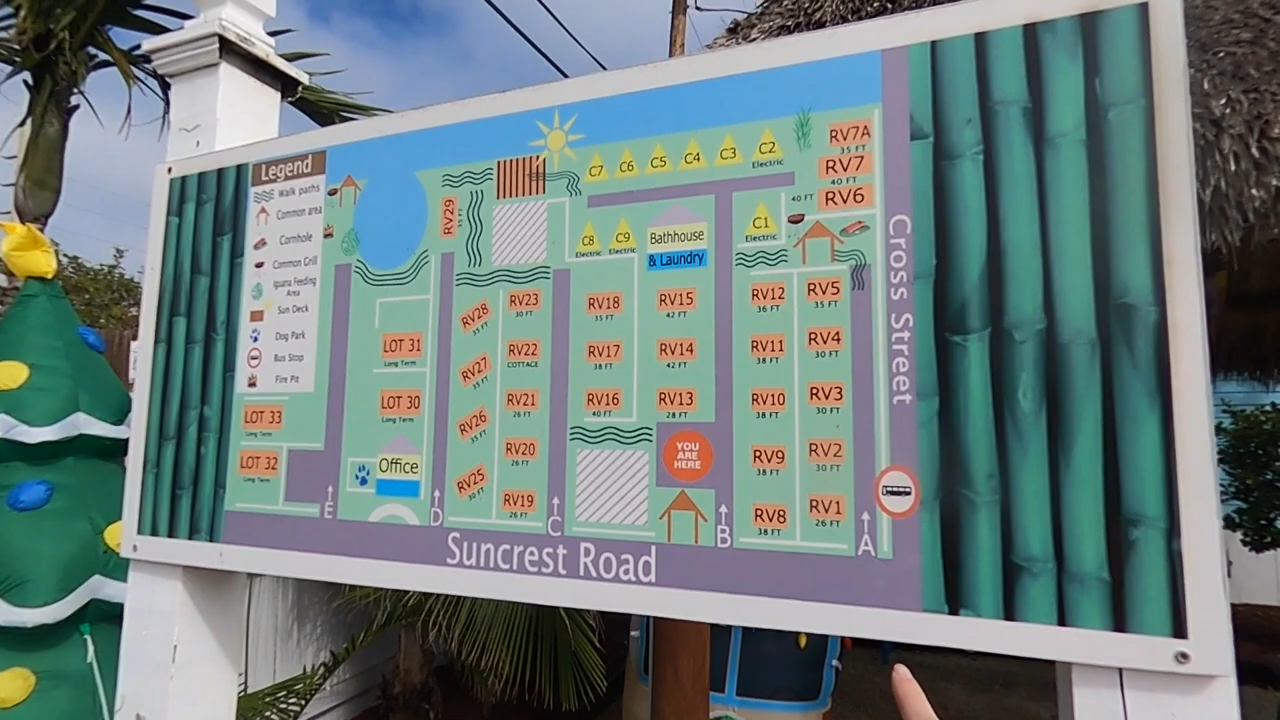 Legend
Walk paths
Common area
Cornhole
Common Grill
Iguana Feeding
Area
Sun Deck
Dog Park
Bus Stop
Fire Pit
LOT 33
Long Term
LOT 32
Long Term
E
LOT 31
Long Term
LOT 30
Long Term
Office
D
RV29
35 FT
RV28
35 FT
RV27
35 FT
RV26
35 FT
RV25
30 FT
RV23
30 FT
RV22
COTTAGE
RV21
26 FT
RV20
26 FT
RV19
26 FT
C
C7
C6
C5
C4
C3
C2
Electric
C8
Electric
C9
Electric
Bathhouse
& Laundry
RV18
35 FT
RV17
38 FT
RV16
40 FT
RV15
42 FT
RV14
42 FT
RV13
28 FT
YOU
ARE
HERE
B
C1
Electric
RV7A
35 FT
RV7
40 FT
40 FT RV6
RV12
36 FT
RV11
38 FT
RV10
38 FT
RV9
38 FT
RV8
38 FT
RV5
35 FT
RV4
30 FT
RV3
30 FT
RV2
30 FT
RV1
26 FT
A
Cross Street
Suncrest Road